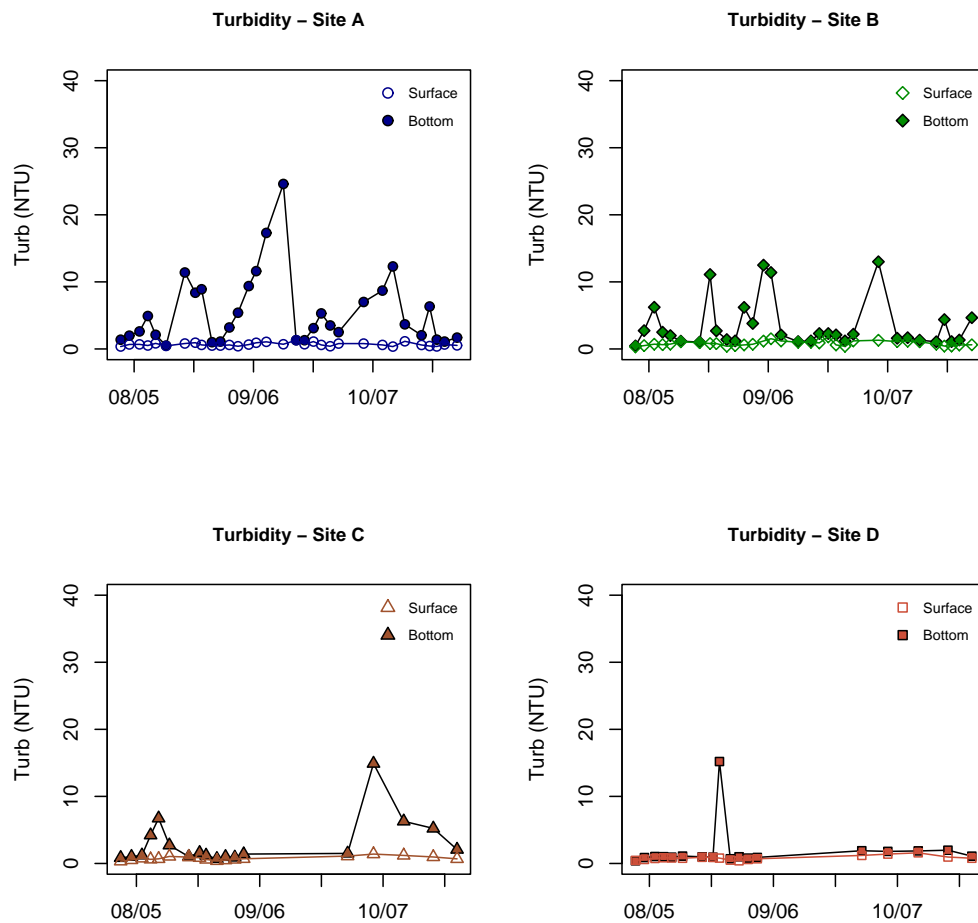 Turbidity – Site A
Turb (NTU)
40
30
20
10
0
08/05 09/06 10/07
Surface
Bottom
Turbidity – Site B
Turb (NTU)
40
30
20
10
0
08/05 09/06 10/07
Surface
Bottom
Turbidity – Site C
Turb (NTU)
40
30
20
10
0
08/05 09/06 10/07
Surface
Bottom
Turbidity – Site D
Turb (NTU)
40
30
20
10
0
08/05 09/06 10/07
Surface
Bottom